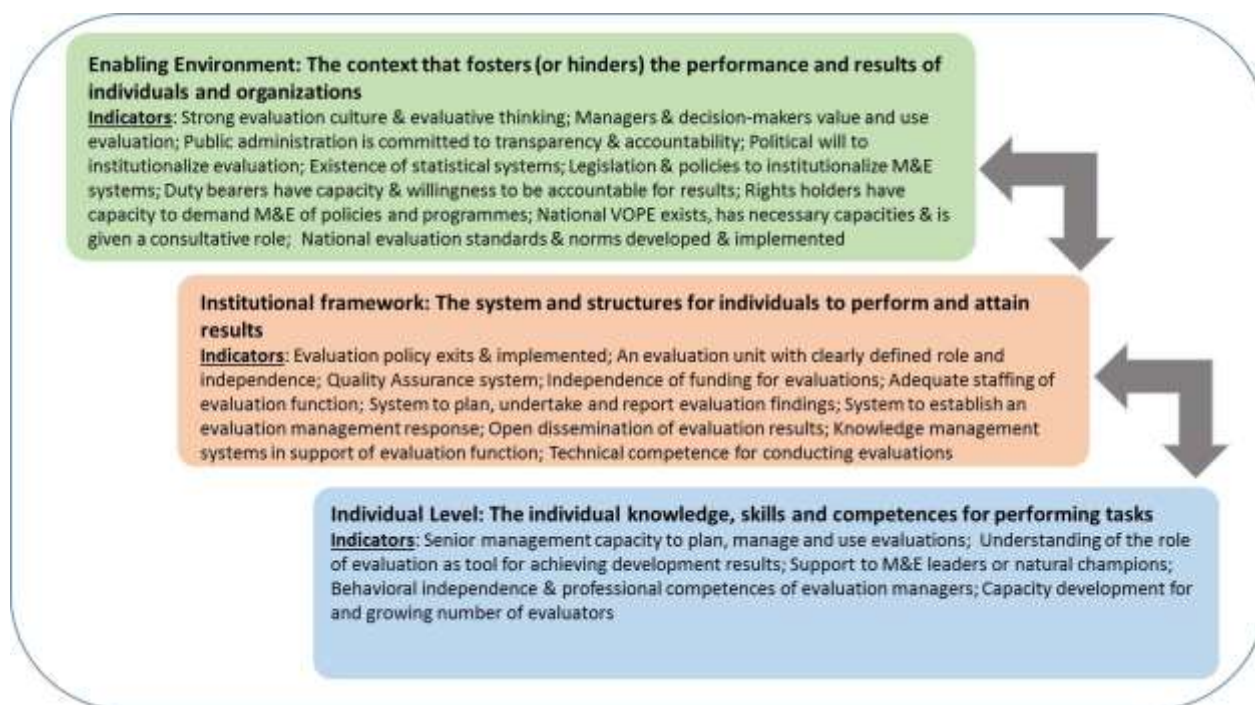 Enabling Environment: The context that fosters (or hinders) the performance and results of
individuals and organizations
Indicators: Strong evaluation culture & evaluative thinking; Managers & decision-makers value and use
evaluation; Public administration is committed to transparency & accountability; Political will to
institutionalize evaluation; Existence of statistical systems; Legislation & policies to institutionalize M&E
systems; Duty bearers have capacity & willingness to be accountable for results; Rights holders have
capacity to demand M&E of policies and programmes; National VOPE exists, has necessary capacities & is
given a consultative role; National evaluation standards & norms developed & implemented
Institutional framework: The system and structures for individuals to perform and attain
results
Indicators: Evaluation policy exits & implemented; An evaluation unit with clearly defined role and
independence; Quality Assurance system; Independence of funding for evaluations; Adequate staffing of
evaluation function; System to plan, undertake and report evaluation findings; System to establish an
evaluation management response; Open dissemination of evaluation results; Knowledge management
systems in support of evaluation function; Technical competence for conducting evaluations
Individual Level: The individual knowledge, skills and competences for performing tasks
Indicators: Senior management capacity to plan, manage and use evaluations; Understanding of the role
of evaluation as tool for achieving development results; Support to M&E leaders or natural champions;
Behavioral independence & professional competences of evaluation managers; Capacity development for
and growing number of evaluators